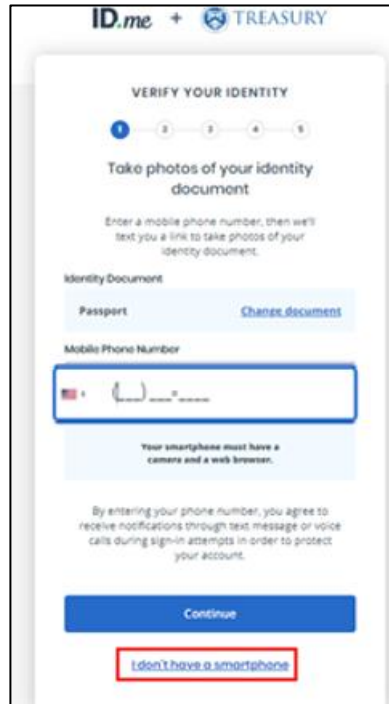 ID.me + TREASURY
VERIFY YOUR IDENTITY
1 2 3 4 5
Take photos of your identity
document
Enter a mobile phone number, then we'll
text you a link to take photos of your
identity document.
Identity Document
Passport Change document
Mobile Phone Number
(__) ___-____
Your smartphone must have a
camera and a web browser.
By entering your phone number, you agree to
receive notifications through text message or voice
calls during sign-in attempts in order to protect
your account.
Continue
I don't have a smartphone